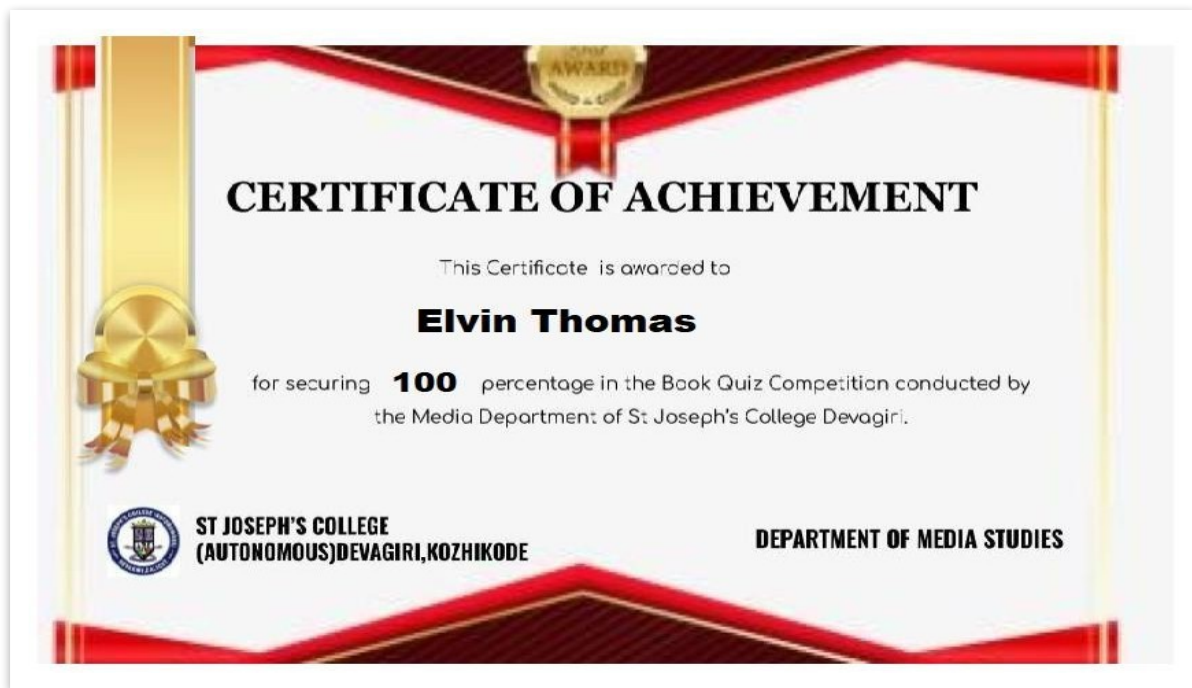 AWARD
CERTIFICATE OF ACHIEVEMENT
This Certificate is awarded to
Elvin Thomas
for securing 100 percentage in the Book Quiz Competition conducted by
the Media Department of St Joseph's College Devagiri.
ST JOSEPH'S COLLEGE
(AUTONOMOUS)DEVAGIRI,KOZHIKODE
DEPARTMENT OF MEDIA STUDIES